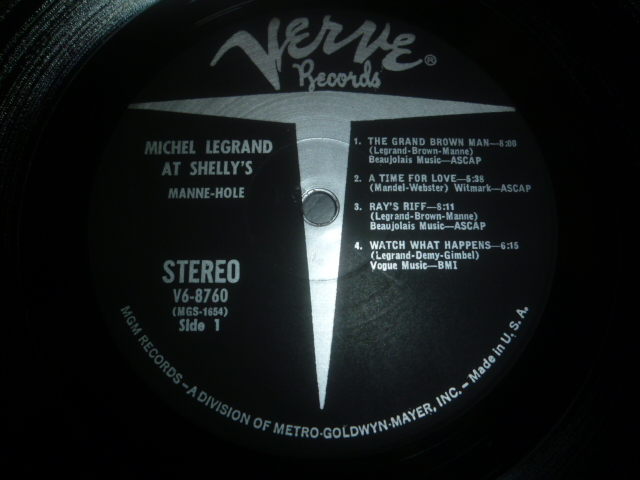 VERVE®
Records
MICHEL LEGRAND
AT SHELLY'S
MANNE-HOLE
STEREO
V6-8760
(MGS-1654)
Side 1
1. THE GRAND BROWN MAN—8:00
(Legrand-Brown-Manne)
Beaujolais Music—ASCAP
2. A TIME FOR LOVE—5:38
(Mandel-Webster) Witmark—ASCAP
3. RAY'S RIFF—8:11
(Legrand-Brown-Manne)
Beaujolais Music—ASCAP
4. WATCH WHAT HAPPENS—6:15
(Legrand-Demy-Gimbel)
Vogue Music—BMI
MGM RECORDS – A DIVISION OF METRO-GOLDWYN-MAYER, INC. – Made in U.S.A.